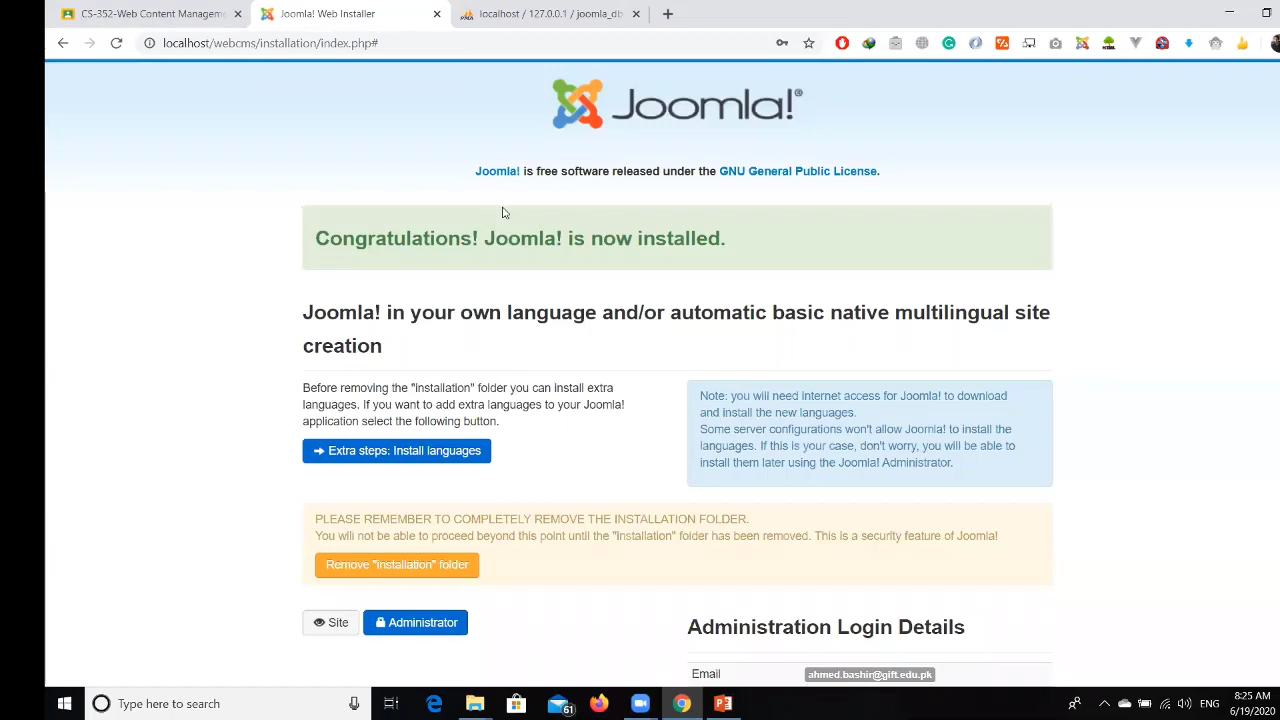 CS-352-Web Content Managem
Joomla! Web Installer
localhost / 127.0.0.1 / joomla_db
localhost/webcms/installation/index.php#
Joomla!®
Joomla! is free software released under the GNU General Public License.
Congratulations! Joomla! is now installed.
Joomla! in your own language and/or automatic basic native multilingual site
creation
Before removing the "installation" folder you can install extra
languages. If you want to add extra languages to your Joomla!
application select the following button.
Extra steps: Install languages
Note: you will need internet access for Joomla! to download
and install the new languages.
Some server configurations won't allow Joomla! to install the
languages. If this is your case, don't worry, you will be able to
install them later using the Joomla! Administrator.
PLEASE REMEMBER TO COMPLETELY REMOVE THE INSTALLATION FOLDER.
You will not be able to proceed beyond this point until the "installation" folder has been removed. This is a security feature of Joomla!
Remove "installation" folder
Site
Administrator
Administration Login Details
Email
ahmed.bashir@gift.edu.pk
Type here to search
61
ENG
8:25 AM
6/19/2020